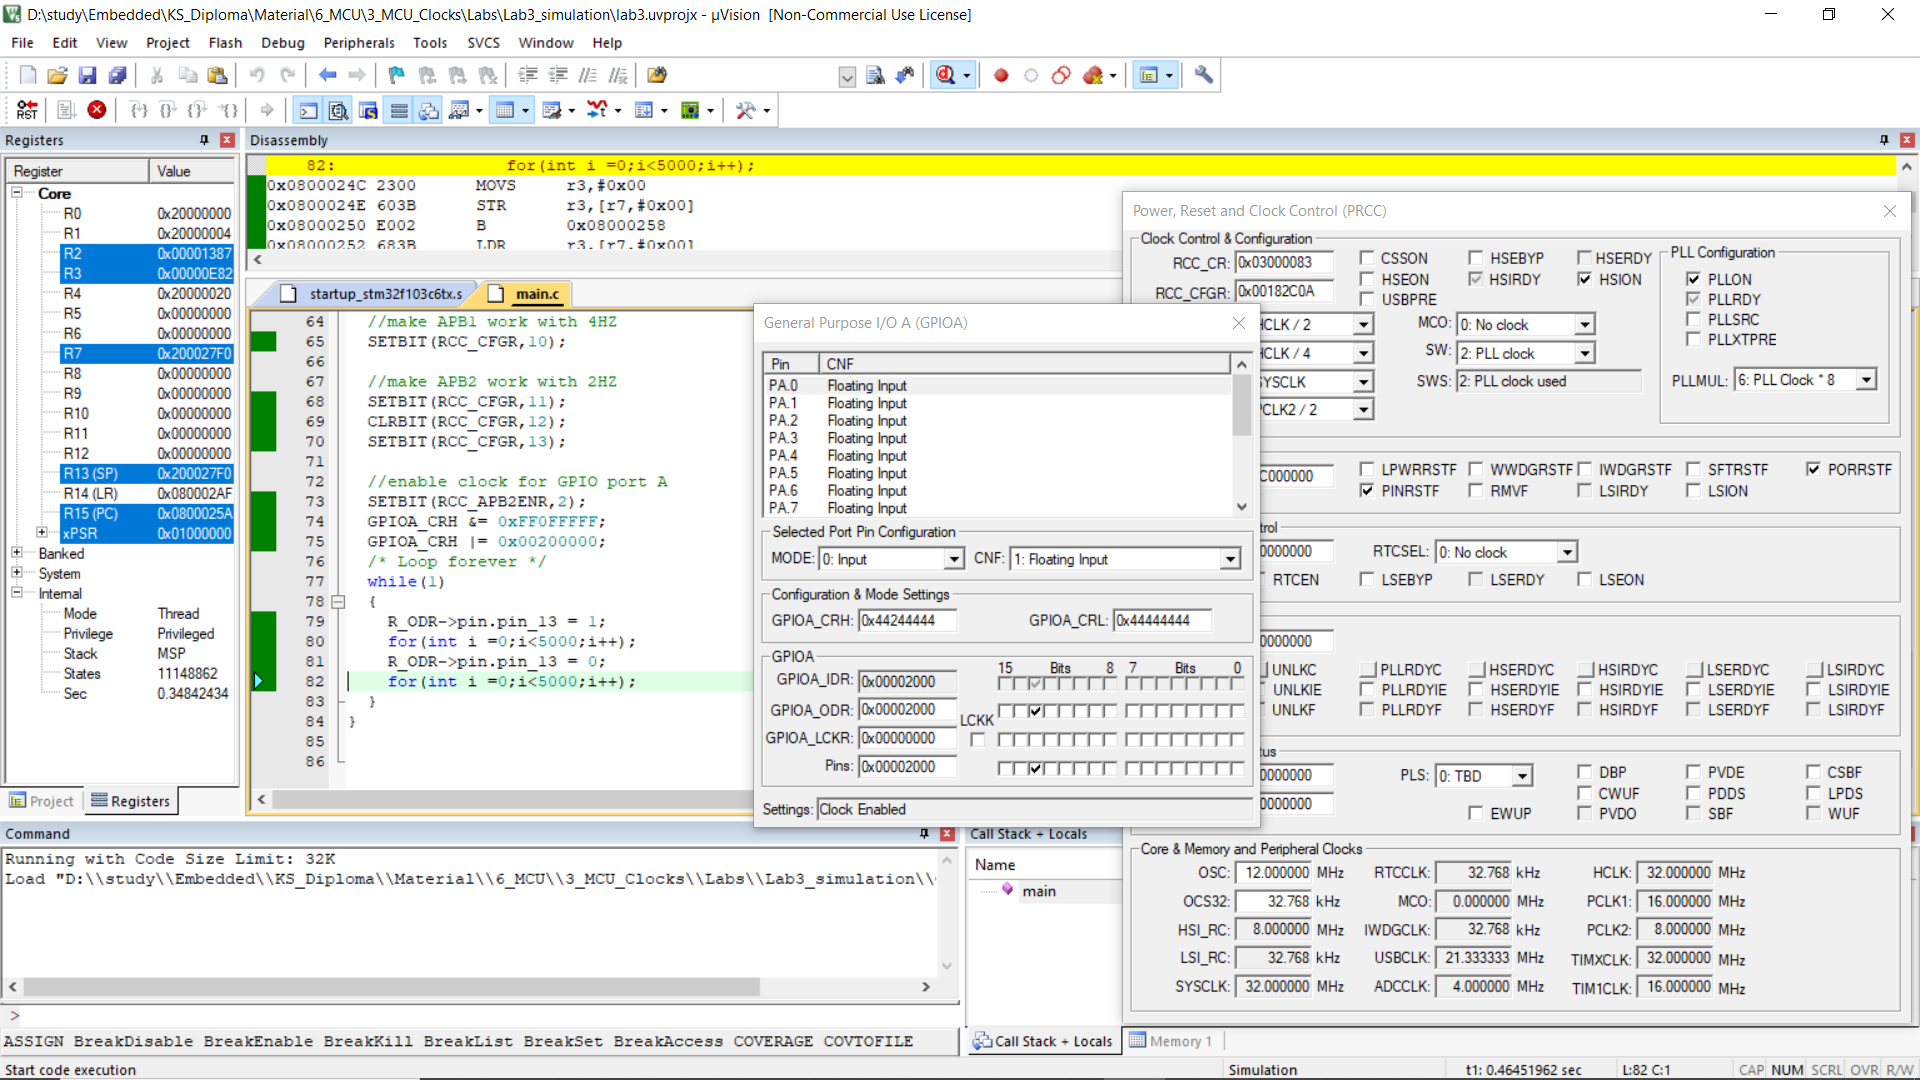 D:\study\Embedded\KS_Diploma\Material\6_MCU\3_MCU_Clocks\Labs\Lab3_simulation\lab3.uvprojx - µVision  [Non-Commercial Use License]
File Edit View Project Flash Debug Peripherals Tools SVCS Window Help
RST
Registers
Register Value
Core
R0 0x20000000
R1 0x20000004
R2 0x00001387
R3 0x00000E82
R4 0x20000020
R5 0x00000000
R6 0x00000000
R7 0x200027F0
R8 0x00000000
R9 0x00000000
R10 0x00000000
R11 0x00000000
R12 0x00000000
R13 (SP) 0x200027F0
R14 (LR) 0x080002AF
R15 (PC) 0x0800025A
xPSR 0x01000000
Banked
System
Internal
Mode Thread
Privilege Privileged
Stack MSP
States 11148862
Sec 0.34842434
Project Registers
Disassembly
82: for(int i =0;i<5000;i++);
0x0800024C 2300 MOVS r3,#0x00
0x0800024E 603B STR r3,[r7,#0x00]
0x08000250 E002 B 0x08000258
0x08000252 683B LDR r3,[r7,#0x00]
startup_stm32f103c6tx.s main.c
64 //make APB1 work with 4HZ
65 SETBIT(RCC_CFGR,10);
66
67 //make APB2 work with 2HZ
68 SETBIT(RCC_CFGR,11);
69 CLRBIT(RCC_CFGR,12);
70 SETBIT(RCC_CFGR,13);
71
72 //enable clock for GPIO port A
73 SETBIT(RCC_APB2ENR,2);
74 GPIOA_CRH &= 0xFF0FFFFF;
75 GPIOA_CRH |= 0x00200000;
76 /* Loop forever */
77 while(1)
78 {
79 R_ODR->pin.pin_13 = 1;
80 for(int i =0;i<5000;i++);
81 R_ODR->pin.pin_13 = 0;
82 for(int i =0;i<5000;i++);
83 }
84 }
85
86
General Purpose I/O A (GPIOA)
Pin CNF
PA.0 Floating Input
PA.1 Floating Input
PA.2 Floating Input
PA.3 Floating Input
PA.4 Floating Input
PA.5 Floating Input
PA.6 Floating Input
PA.7 Floating Input
Selected Port Pin Configuration
MODE: 0: Input CNF: 1: Floating Input
Configuration & Mode Settings
GPIOA_CRH: 0x44244444 GPIOA_CRL: 0x44444444
GPIOA
15 Bits 8 7 Bits 0
GPIOA_IDR: 0x00002000
GPIOA_ODR: 0x00002000
LCKK
GPIOA_LCKR: 0x00000000
Pins: 0x00002000
Settings: Clock Enabled
Power, Reset and Clock Control (PRCC)
Clock Control & Configuration
RCC_CR: 0x03000083 CSSON HSEBYP HSERDY
HSEON HSIRDY HSION
RCC_CFGR: 0x00182C0A USBPRE
HCLK / 2 MCO: 0: No clock
HCLK / 4 SW: 2: PLL clock
SYSCLK SWS: 2: PLL clock used
PCLK2 / 2
PLL Configuration
PLLON
PLLRDY
PLLSRC
PLLXTPRE
PLLMUL: 6: PLL Clock * 8
C000000 LPWRRSTF WWDGRSTF IWDGRSTF SFTRSTF PORRSTF
PINRSTF RMVF LSIRDY LSION
trol
0000000 RTCSEL: 0: No clock
RTCEN LSEBYP LSERDY LSEON
0000000
UNLKC PLLRDYC HSERDYC HSIRDYC LSERDYC LSIRDYC
UNLKIE PLLRDYIE HSERDYIE HSIRDYIE LSERDYIE LSIRDYIE
UNLKF PLLRDYF HSERDYF HSIRDYF LSERDYF LSIRDYF
tus
0000000 PLS: 0: TBD DBP PVDE CSBF
CWUF PDDS LPDS
0000000 EWUP PVDO SBF WUF
Core & Memory and Peripheral Clocks
OSC: 12.000000 MHz RTCCLK: 32.768 kHz HCLK: 32.000000 MHz
OCS32: 32.768 kHz MCO: 0.000000 MHz PCLK1: 16.000000 MHz
HSI_RC: 8.000000 MHz IWDGCLK: 32.768 kHz PCLK2: 8.000000 MHz
LSI_RC: 32.768 kHz USBCLK: 21.333333 MHz TIMXCLK: 32.000000 MHz
SYSCLK: 32.000000 MHz ADCCLK: 4.000000 MHz TIM1CLK: 16.000000 MHz
Command
Running with Code Size Limit: 32K
Load "D:\\study\\Embedded\\KS_Diploma\\Material\\6_MCU\\3_MCU_Clocks\\Labs\\Lab3_simulation\\
>
ASSIGN BreakDisable BreakEnable BreakKill BreakList BreakSet BreakAccess COVERAGE COVTOFILE
Call Stack + Locals
Name
main
Call Stack + Locals Memory 1
Start code execution Simulation t1: 0.46451962 sec L:82 C:1 CAP NUM SCRL OVR R/W